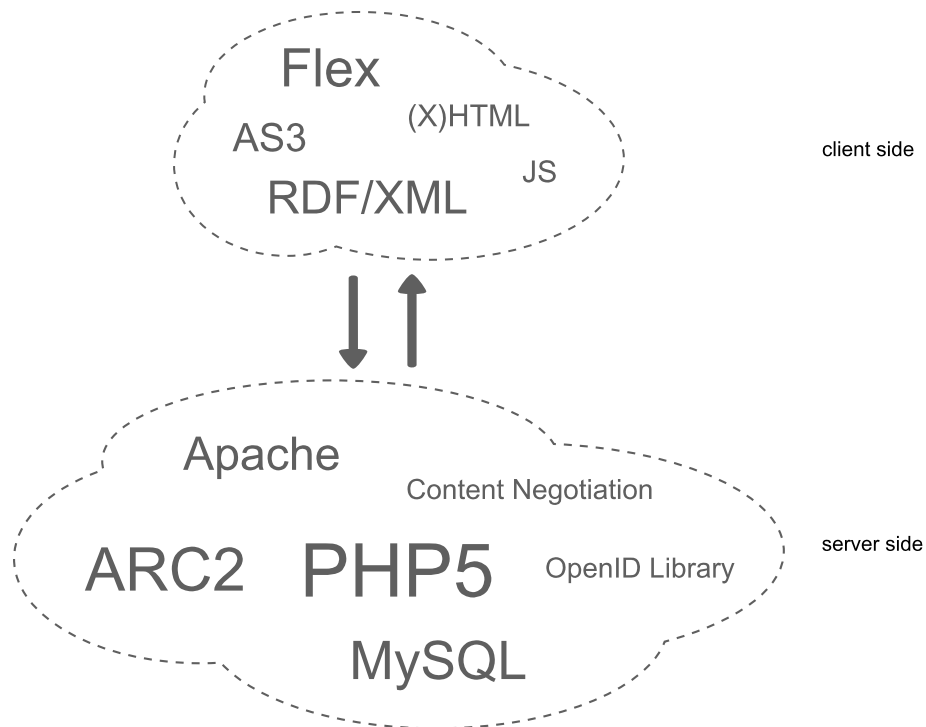 Flex
(X)HTML
AS3
client side
JS
RDF/XML
Apache
Content Negotiation
server side
ARC2
PHP5
OpenID Library
MySQL